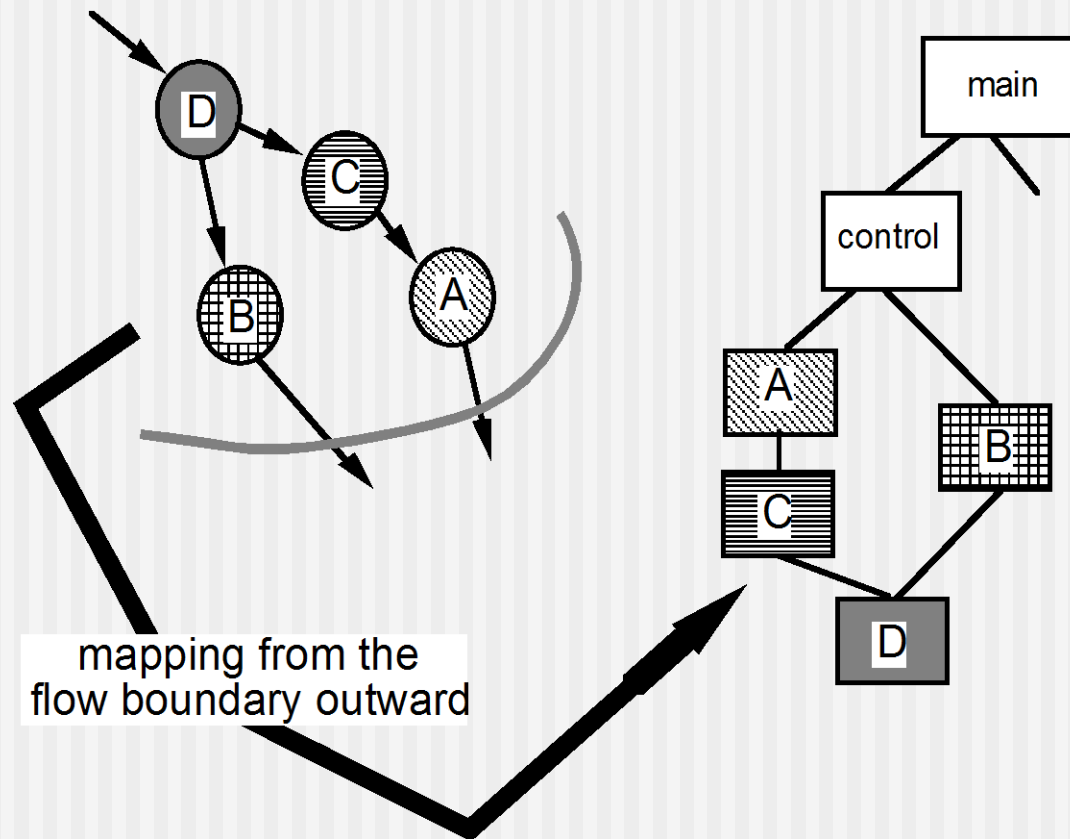 D
C
B
A
mapping from the
flow boundary outward
main
control
A
B
C
D